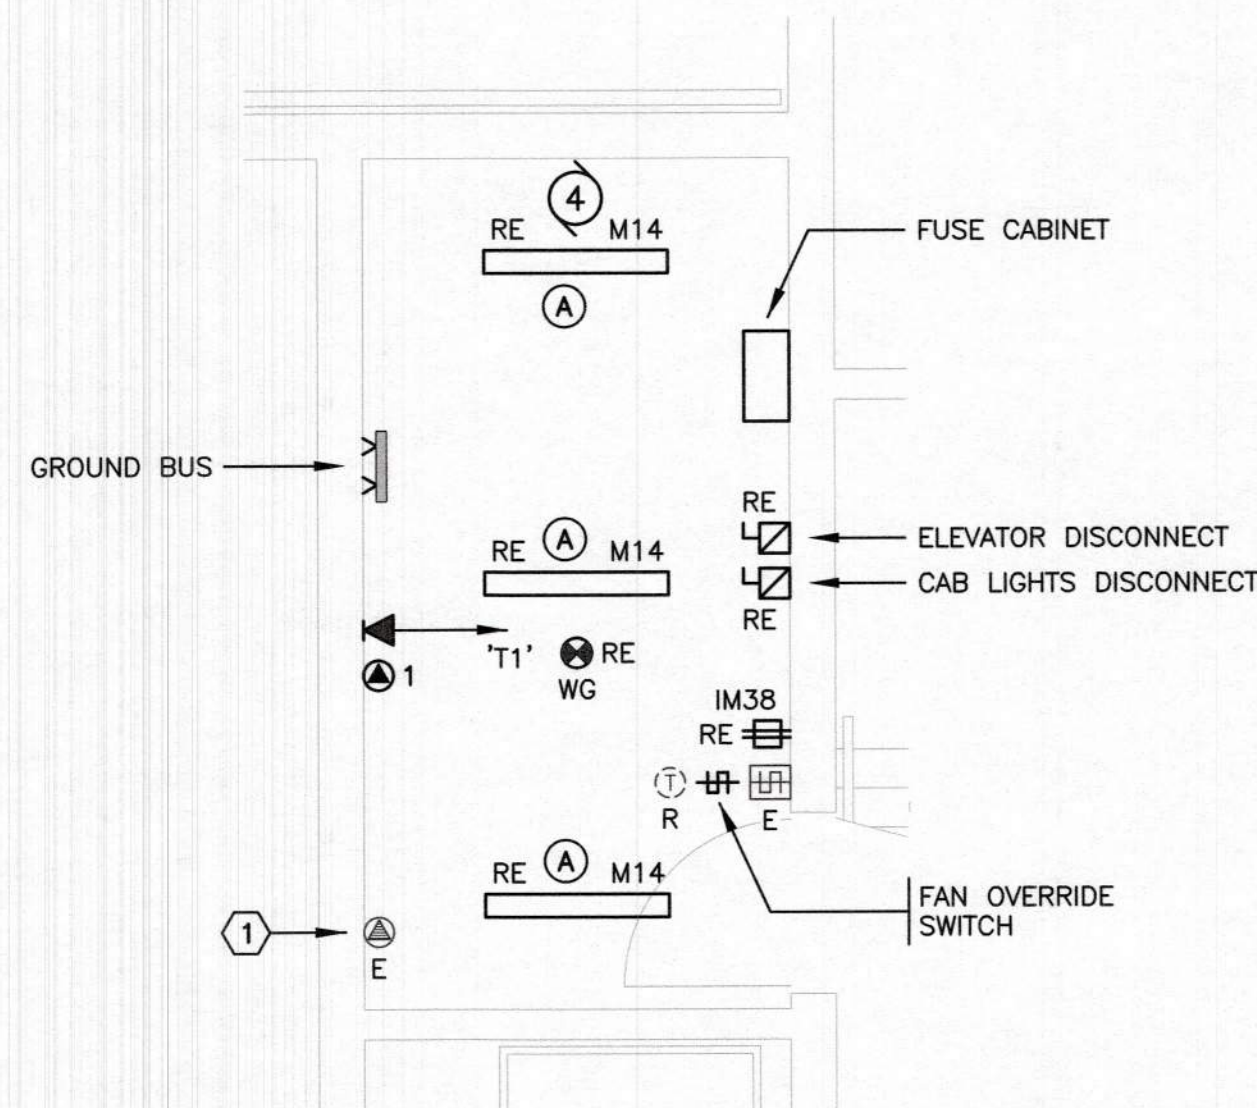 4
RE M14
FUSE CABINET
A
GROUND BUS
RE
RE A M14
ELEVATOR DISCONNECT
CAB LIGHTS DISCONNECT
RE
'T1'
RE
WG
1
IM38
RE
T
R
E
RE A M14
FAN OVERRIDE
SWITCH
1
E